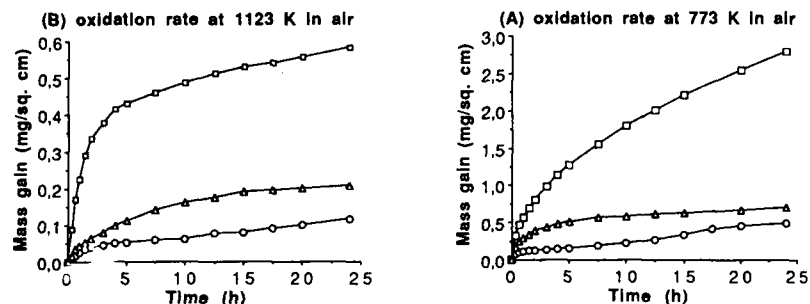 (B) oxidation rate at 1123 K in air
Mass gain (mg/sq. cm)
0,6
0,5
0,4
0,3
0,2
0,1
0,0
0 5 10 15 20 25
Time (h)
(A) oxidation rate at 773 K in air
Mass gain (mg/sq. cm)
3,0
2,5
2,0
1,5
1,0
0,5
0,0
0 5 10 15 20 25
Time (h)